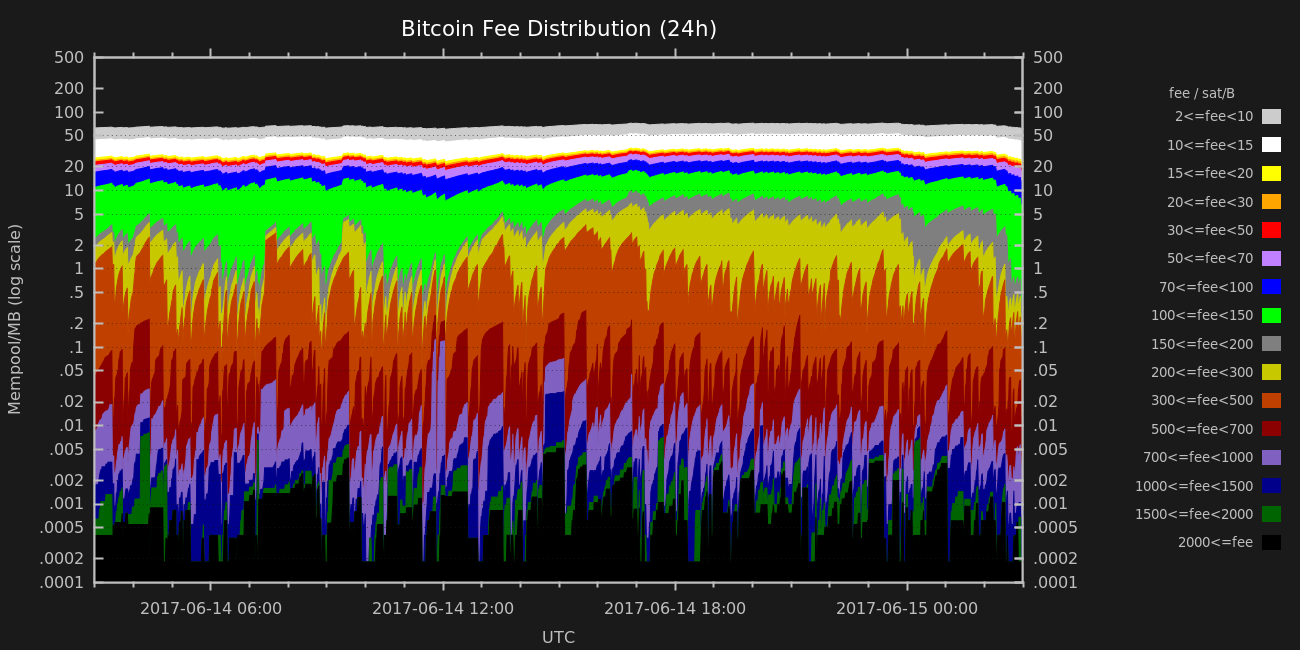 Bitcoin Fee Distribution (24h)
500
200
100
50
20
10
5
2
1
.5
.2
.1
.05
.02
.01
.005
.002
.001
.0005
.0002
.0001
Mempool/MB (log scale)
500
200
100
50
20
10
5
2
1
.5
.2
.1
.05
.02
.01
.005
.002
.001
.0005
.0002
.0001
2017-06-14 06:00 2017-06-14 12:00 2017-06-14 18:00 2017-06-15 00:00
UTC
fee / sat/B
2<=fee<10
10<=fee<15
15<=fee<20
20<=fee<30
30<=fee<50
50<=fee<70
70<=fee<100
100<=fee<150
150<=fee<200
200<=fee<300
300<=fee<500
500<=fee<700
700<=fee<1000
1000<=fee<1500
1500<=fee<2000
2000<=fee